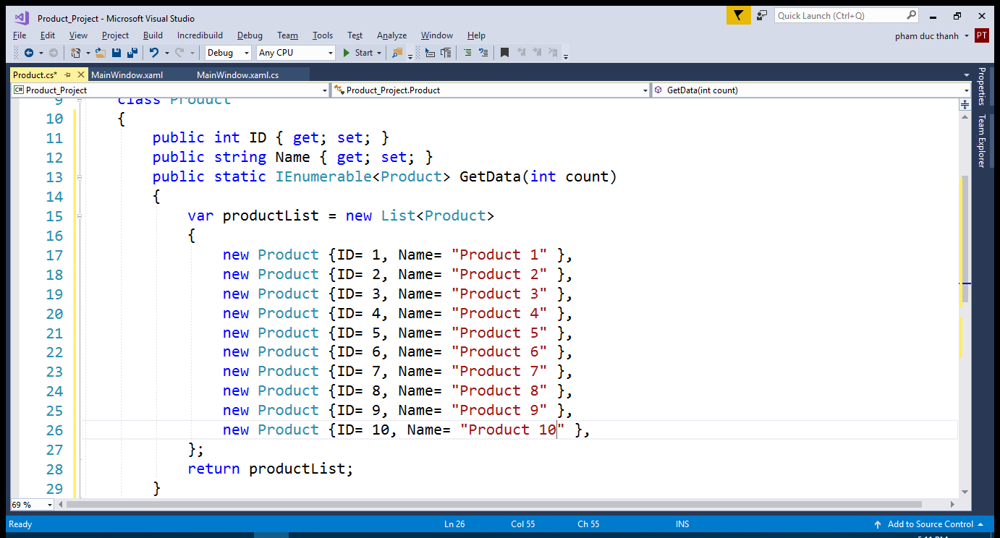 Product_Project - Microsoft Visual Studio
Quick Launch (Ctrl+Q)
File Edit View Project Build Incredibuild Debug Team Tools Test Analyze Window Help
pham duc thanh PT
Debug Any CPU Start
Product.cs* MainWindow.xaml MainWindow.xaml.cs
C# Product_Project Product_Project.Product GetData(int count)
9 class Product
10 {
11 public int ID { get; set; }
12 public string Name { get; set; }
13 public static IEnumerable<Product> GetData(int count)
14 {
15 var productList = new List<Product>
16 {
17 new Product {ID= 1, Name= "Product 1" },
18 new Product {ID= 2, Name= "Product 2" },
19 new Product {ID= 3, Name= "Product 3" },
20 new Product {ID= 4, Name= "Product 4" },
21 new Product {ID= 5, Name= "Product 5" },
22 new Product {ID= 6, Name= "Product 6" },
23 new Product {ID= 7, Name= "Product 7" },
24 new Product {ID= 8, Name= "Product 8" },
25 new Product {ID= 9, Name= "Product 9" },
26 new Product {ID= 10, Name= "Product 10" },
27 };
28 return productList;
29 }
69 %
Properties
Team Explorer
Ready Ln 26 Col 55 Ch 55 INS Add to Source Control